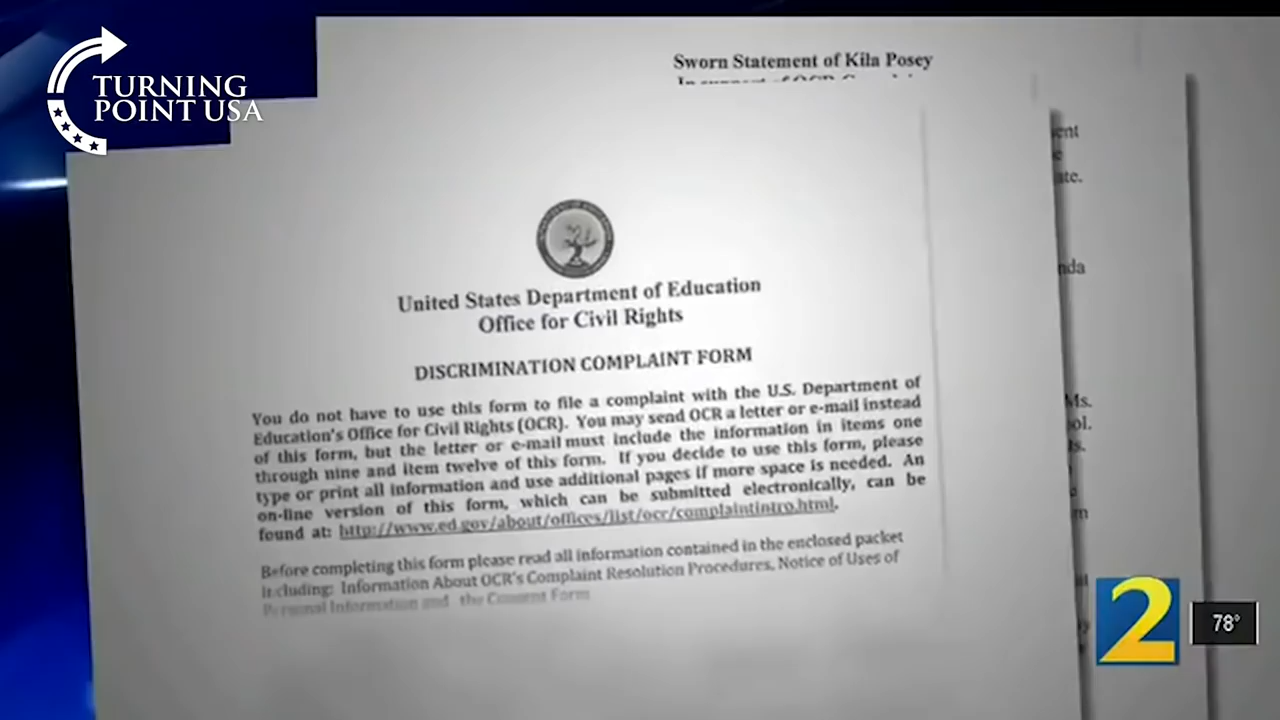 TURNING
POINT USA
Sworn Statement of Kila Posey
United States Department of Education
Office for Civil Rights
DISCRIMINATION COMPLAINT FORM
You do not have to use this form to file a complaint with the U.S. Department of
Education's Office for Civil Rights (OCR). You may send OCR a letter or e-mail instead
of this form, but the letter or e-mail must include the information in items one
through nine and item twelve of this form. If you decide to use this form, please
type or print all information and use additional pages if more space is needed. An
on-line version of this form, which can be submitted electronically, can be
found at: http://www.ed.gov/about/offices/list/ocr/complaintintro.html.
Before completing this form please read all information contained in the enclosed packet
including: Information About OCR's Complaint Resolution Procedures, Notice of Uses of
Personal Information and the Consent Form
Ms.
2
78°